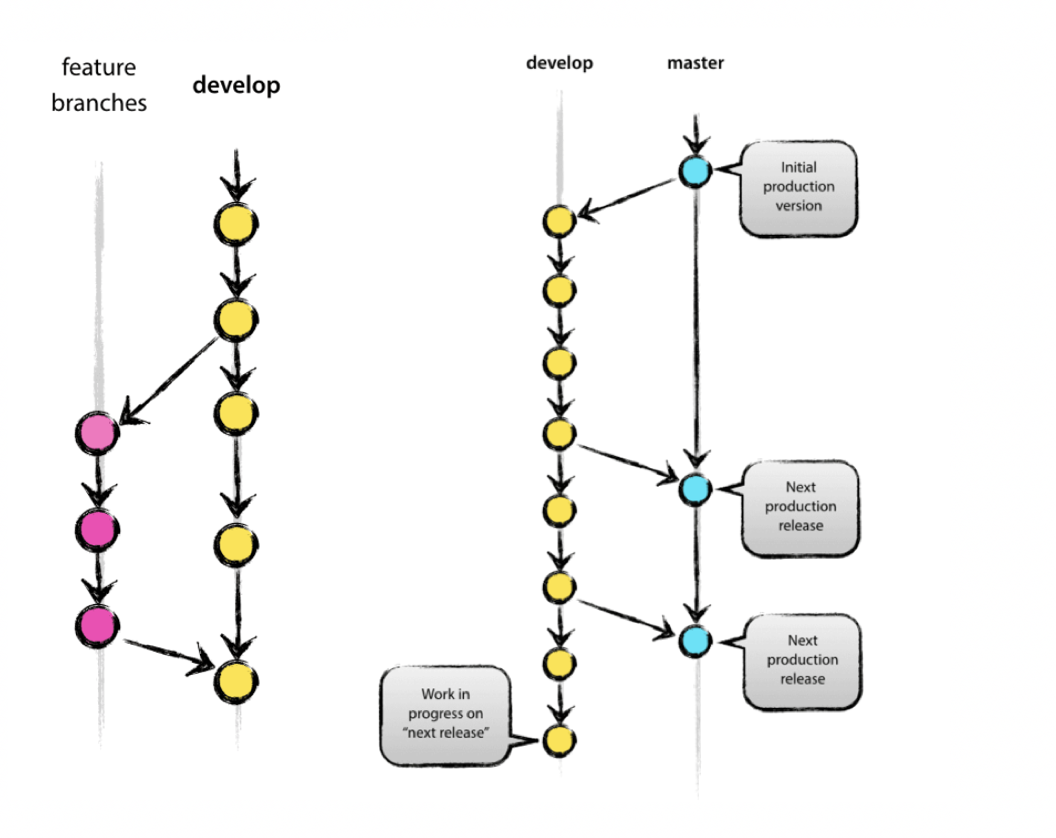 feature
branches
develop
develop
master
Initial
production
version
Next
production
release
Next
production
release
Work in
progress on
“next release”